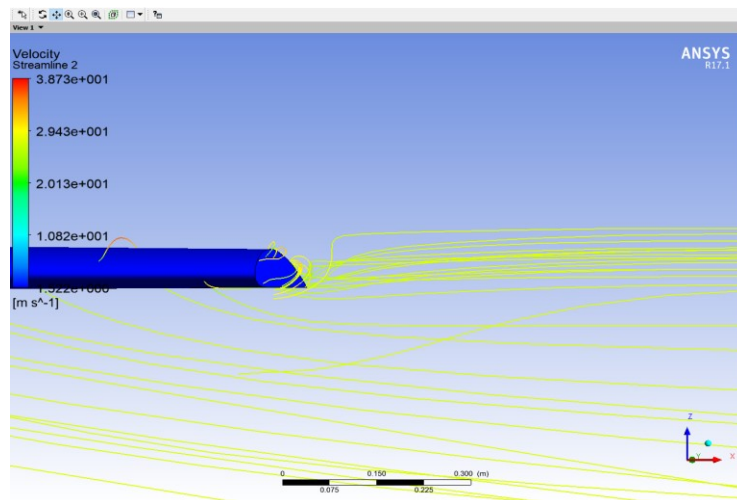 View 1
Velocity
Streamline 2
3.873e+001
2.943e+001
2.013e+001
1.082e+001
[m s^-1]
ANSYS
R17.1
0 0.150 0.300 (m)
0.075 0.225
Z
Y X